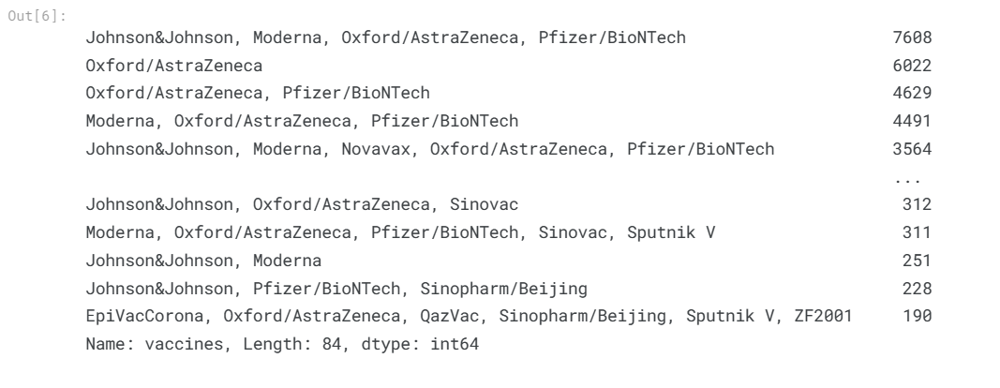 Out[6]:
Johnson&Johnson, Moderna, Oxford/AstraZeneca, Pfizer/BioNTech 7608
Oxford/AstraZeneca 6022
Oxford/AstraZeneca, Pfizer/BioNTech 4629
Moderna, Oxford/AstraZeneca, Pfizer/BioNTech 4491
Johnson&Johnson, Moderna, Novavax, Oxford/AstraZeneca, Pfizer/BioNTech 3564
...
Johnson&Johnson, Oxford/AstraZeneca, Sinovac 312
Moderna, Oxford/AstraZeneca, Pfizer/BioNTech, Sinovac, Sputnik V 311
Johnson&Johnson, Moderna 251
Johnson&Johnson, Pfizer/BioNTech, Sinopharm/Beijing 228
EpiVacCorona, Oxford/AstraZeneca, QazVac, Sinopharm/Beijing, Sputnik V, ZF2001 190
Name: vaccines, Length: 84, dtype: int64